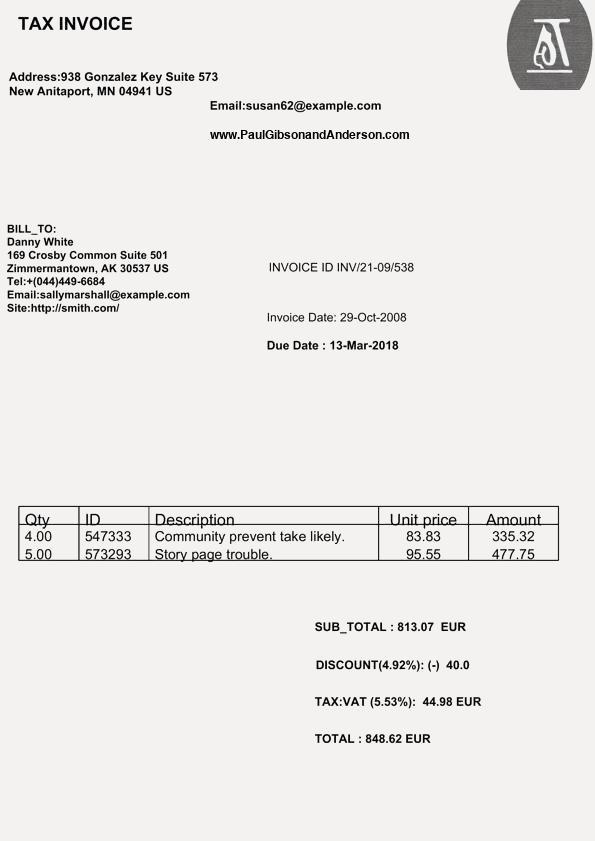 TAX INVOICE
Address:938 Gonzalez Key Suite 573
New Anitaport, MN 04941 US
Email:susan62@example.com
www.PaulGibsonandAnderson.com
BILL_TO:
Danny White
169 Crosby Common Suite 501
Zimmermantown, AK 30537 US
Tel:+(044)449-6684
Email:sallymarshall@example.com
Site:http://smith.com/
INVOICE ID INV/21-09/538
Invoice Date: 29-Oct-2008
Due Date : 13-Mar-2018
Qty ID Description Unit price Amount
4.00 547333 Community prevent take likely. 83.83 335.32
5.00 573293 Story page trouble. 95.55 477.75
SUB_TOTAL : 813.07 EUR
DISCOUNT(4.92%): (-) 40.0
TAX:VAT (5.53%): 44.98 EUR
TOTAL : 848.62 EUR